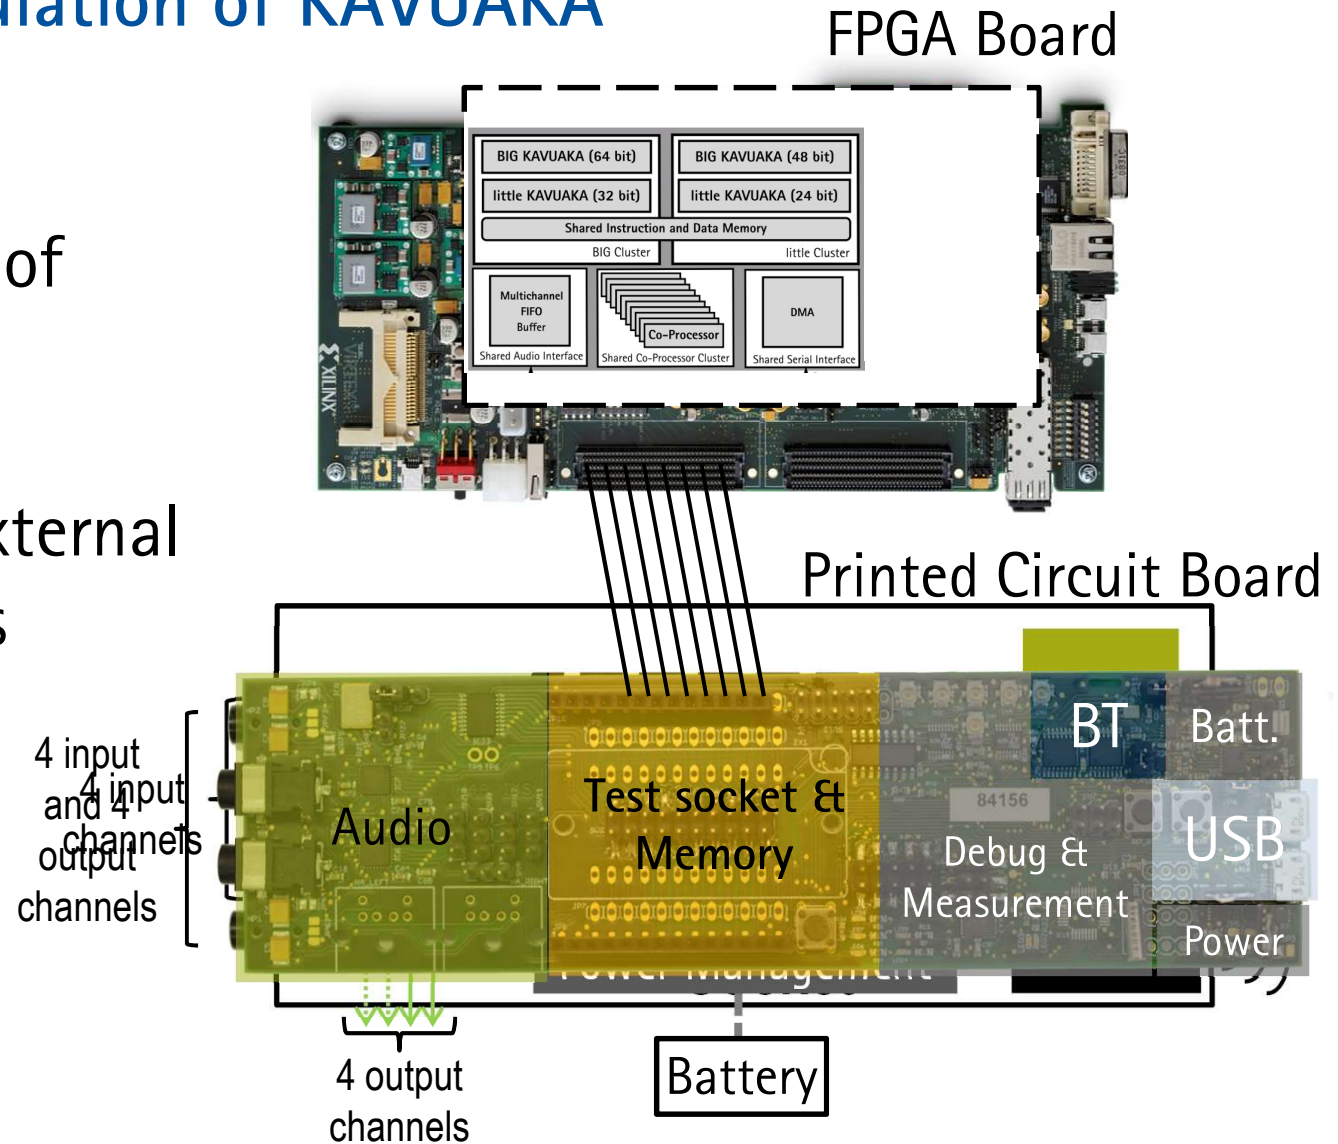 ulation of KAVUAKA
FPGA Board
of
xternal
s
BIG KAVUAKA (64 bit)
BIG KAVUAKA (48 bit)
little KAVUAKA (32 bit)
little KAVUAKA (24 bit)
Shared Instruction and Data Memory
BIG Cluster
little Cluster
Multichannel
FIFO
Buffer
Co-Processor
DMA
Shared Audio Interface
Shared Co-Processor Cluster
Shared Serial Interface
XILINX
Printed Circuit Board
4 input
and 4
output
channels
4 input
channels
Audio
Test socket &
Memory
BT
Batt.
84156
Debug &
Measurement
USB
Power
Power Management
4 output
channels
Battery